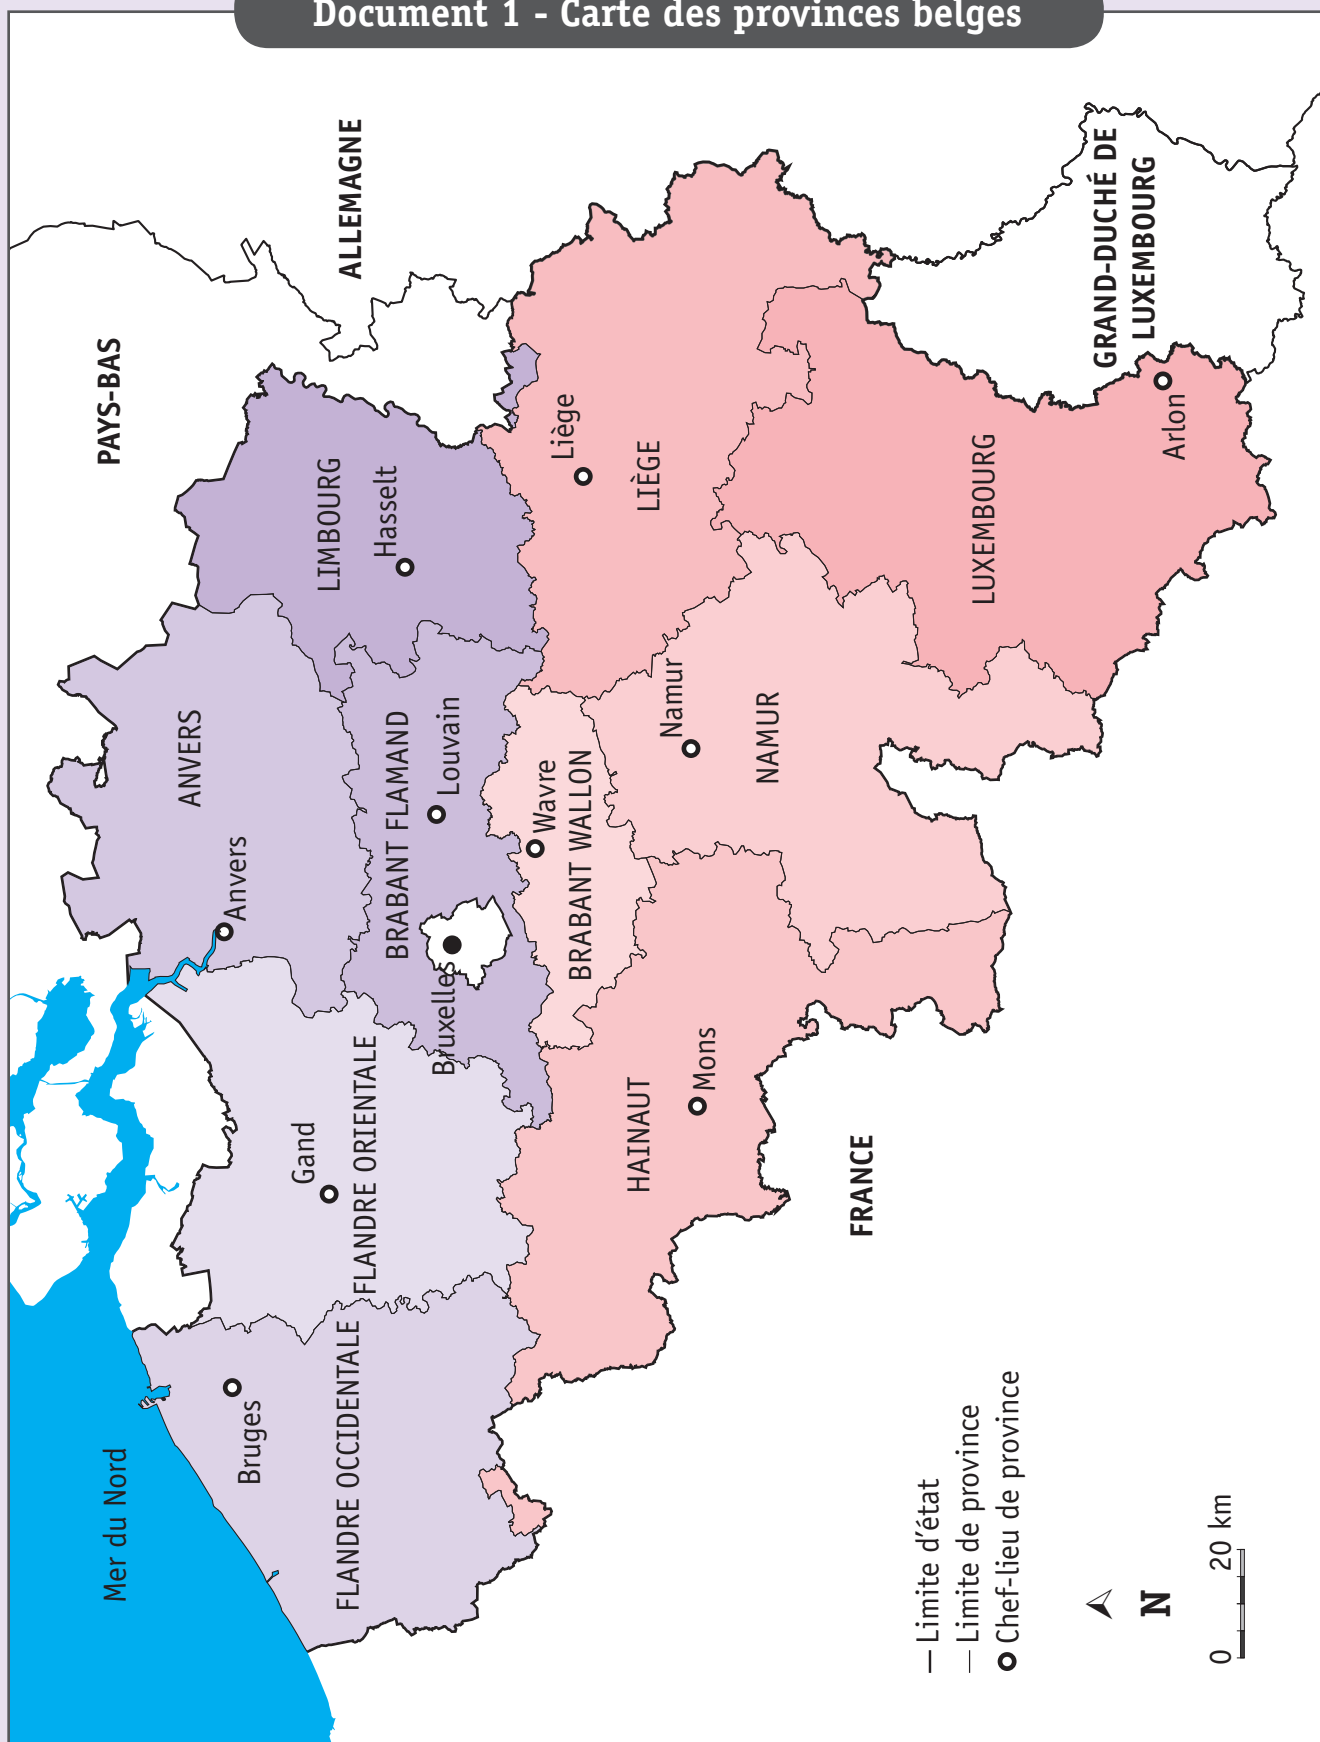 Document 1 - Carte des provinces belges
Mer du Nord
PAYS-BAS
ALLEMAGNE
GRAND-DUCHÉ DE
LUXEMBOURG
FRANCE
ANVERS
Anvers
LIMBOURG
Hasselt
BRABANT FLAMAND
Louvain
Bruxelles
FLANDRE ORIENTALE
Gand
FLANDRE OCCIDENTALE
Bruges
Wavre
BRABANT WALLON
Liège
LIÈGE
Namur
NAMUR
HAINAUT
Mons
LUXEMBOURG
Arlon
Limite d'état
Limite de province
Chef-lieu de province
N
0 20 km